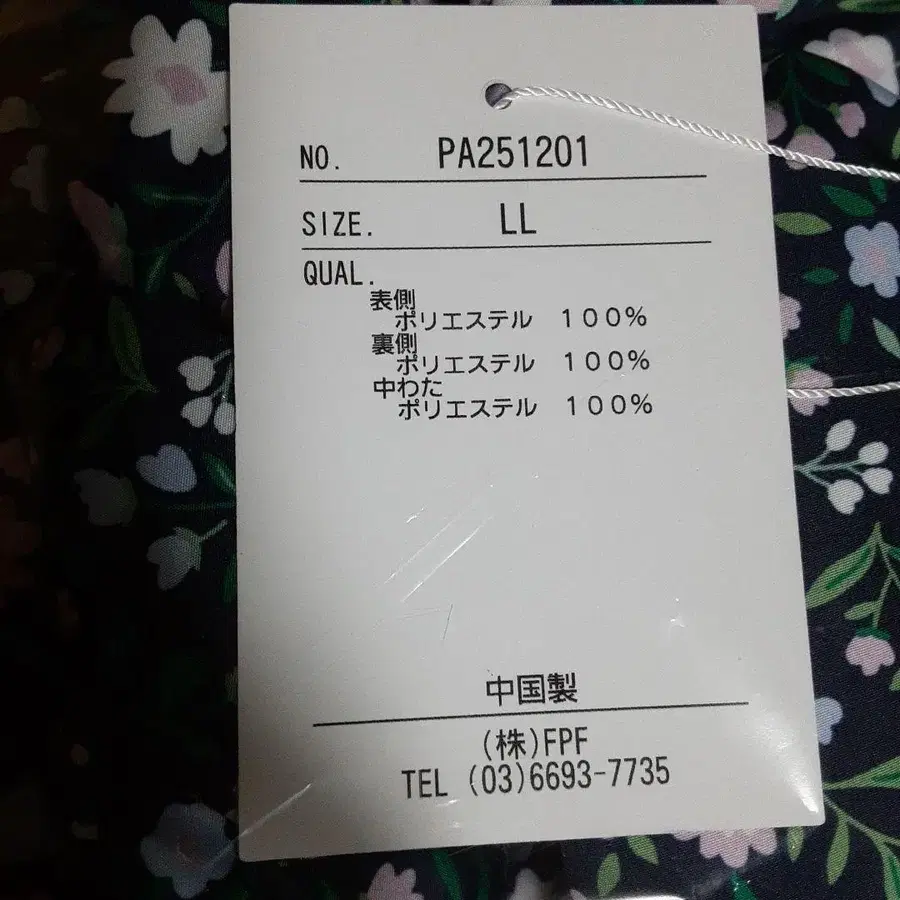 NO. PA251201
SIZE. LL
QUAL.
表側
ポリエステル 100%
裏側
ポリエステル 100%
中わた
ポリエステル 100%
中国製
(株)FPF
TEL (03)6693-7735